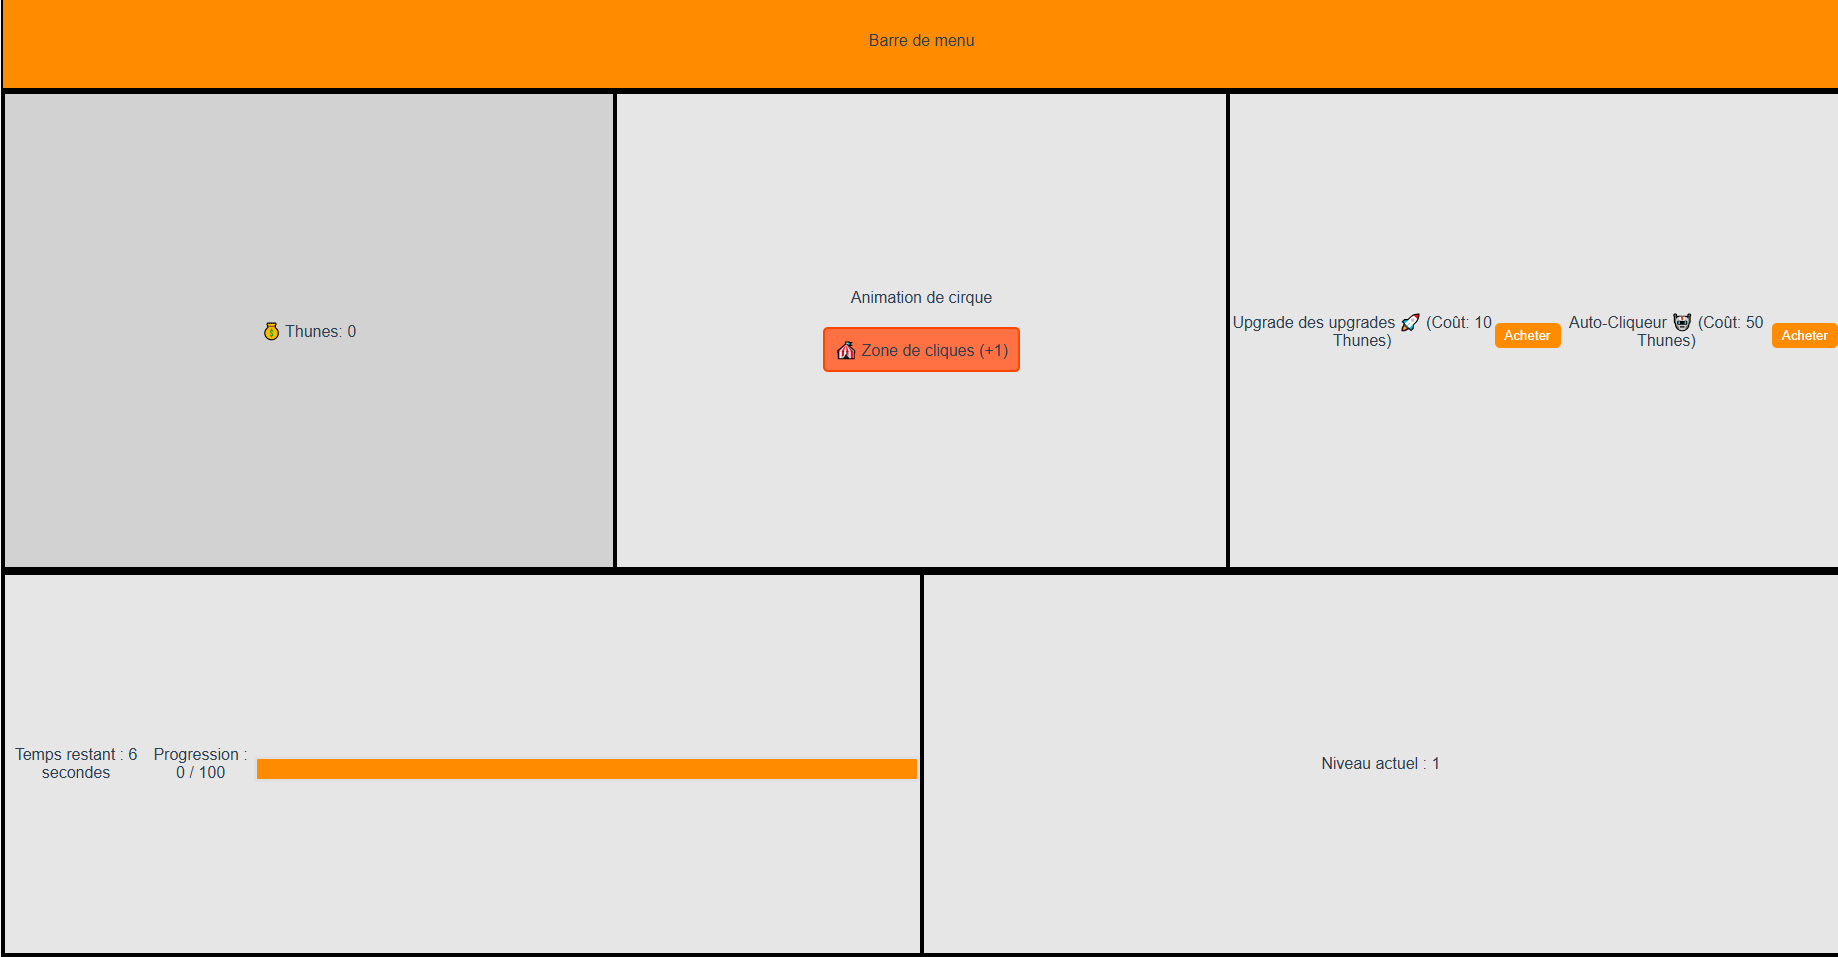 Barre de menu
💰 Thunes: 0
Animation de cirque
🎪 Zone de cliques (+1)
Upgrade des upgrades 🚀 (Coût: 10
Thunes)
Acheter
Auto-Cliqueur 🤖 (Coût: 50
Thunes)
Acheter
Temps restant : 6
secondes
Progression :
0 / 100
Niveau actuel : 1